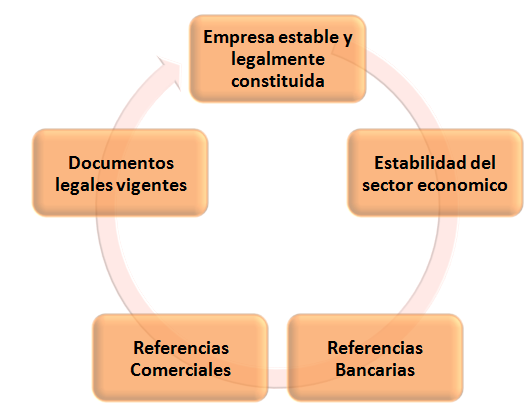 Empresa estable y
legalmente
constituida
Estabilidad del
sector economico
Referencias
Bancarias
Referencias
Comerciales
Documentos
legales vigentes